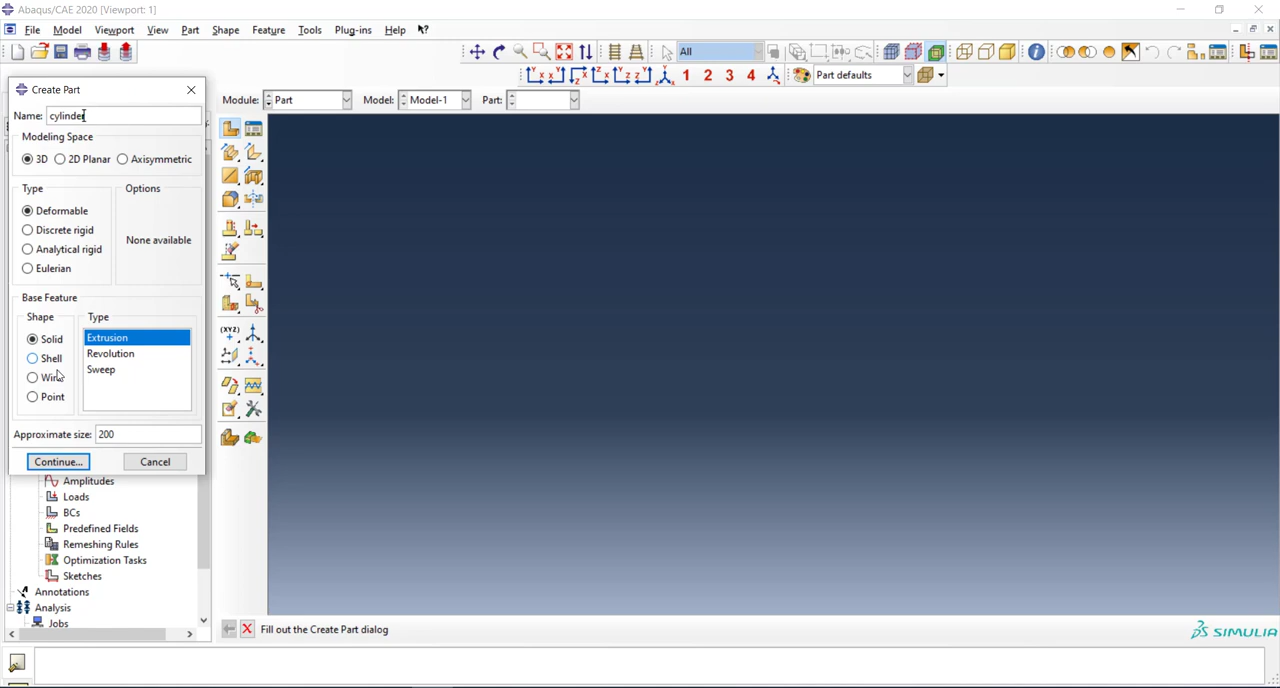 Abaqus/CAE 2020 [Viewport: 1]
File Model Viewport View Part Shape Feature Tools Plug-ins Help
All
1 2 3 4 Part defaults
Create Part
Module: Part Model: Model-1 Part:
Name: cylinder
Modeling Space
3D 2D Planar Axisymmetric
Type Options
Deformable
Discrete rigid
None available
Analytical rigid
Eulerian
Base Feature
Shape Type
Solid Extrusion
Shell Revolution
Wire Sweep
Point
Approximate size: 200
Continue... Cancel
Amplitudes
Loads
BCs
Predefined Fields
Remeshing Rules
Optimization Tasks
Sketches
Annotations
Analysis
Jobs
Fill out the Create Part dialog
SIMULIA